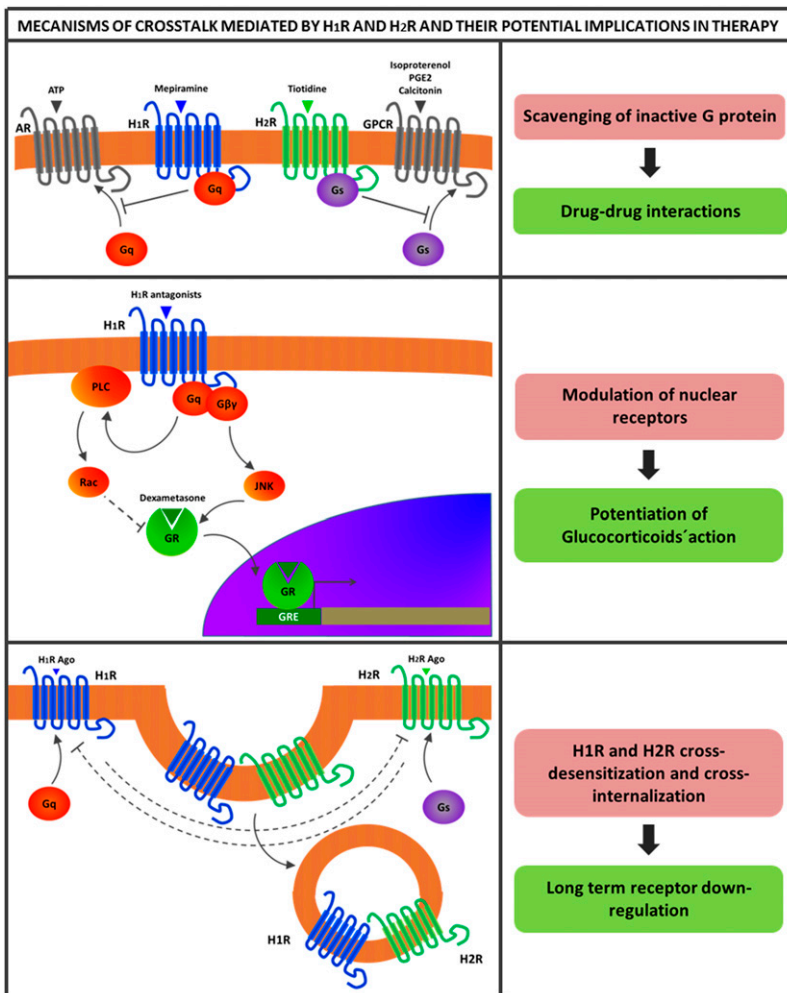 MECANISMS OF CROSSTALK MEDIATED BY H1R AND H2R AND THEIR POTENTIAL IMPLICATIONS IN THERAPY
ATP
Mepiramine
Tiotidine
Isoproterenol
PGE2
Calcitonin
AR
H1R
H2R
GPCR
Gq
Gs
Gq
Gs
Scavenging of inactive G protein
Drug-drug interactions
H1R antagonists
H1R
PLC
Gq
Gβγ
Rac
JNK
Dexametasone
GR
GR
GRE
Modulation of nuclear
receptors
Potentiation of
Glucocorticoids´action
H1R Ago
H1R
H2R
H2R Ago
Gq
Gs
H1R
H2R
H1R and H2R cross-
desensitization and cross-
internalization
Long term receptor down-
regulation